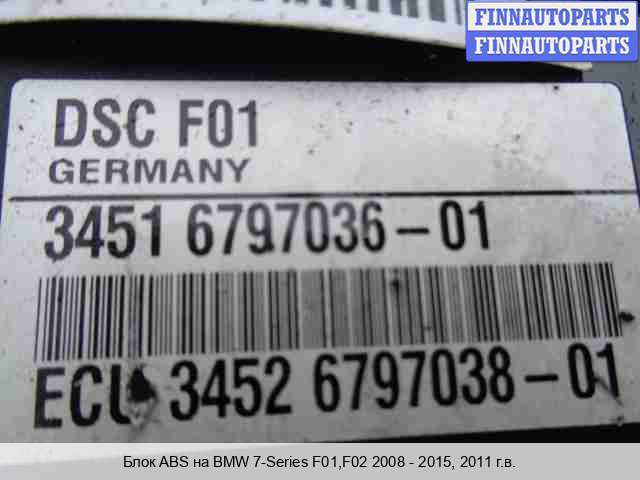 FINNAUTOPARTS
FINNAUTOPARTS
DSC F01
GERMANY
3451 6797036-01
ECU 3452 6797038-01
Блок ABS на BMW 7-Series F01,F02 2008 - 2015, 2011 г.в.